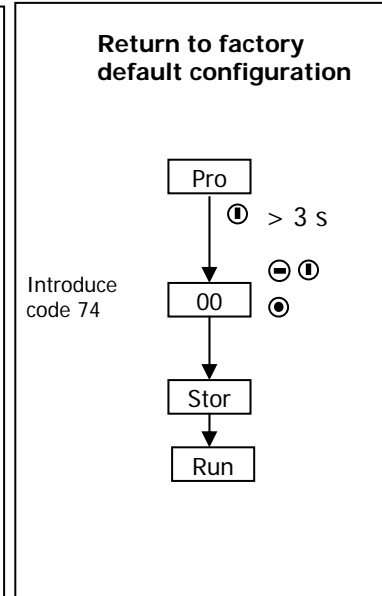 Return to factory
default configuration
Pro
> 3 s
Introduce
code 74
00
Stor
Run